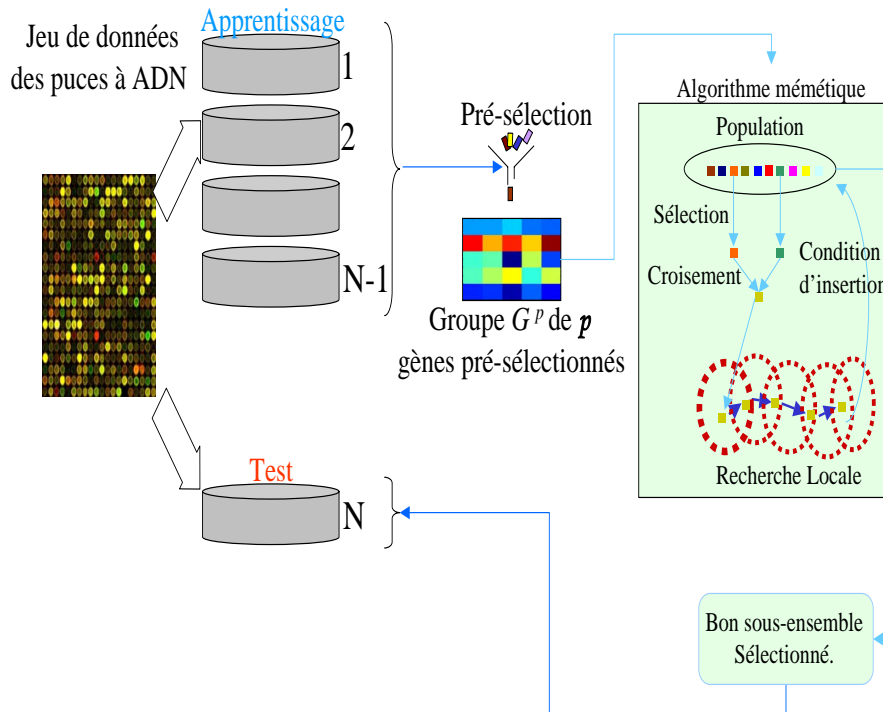 Apprentissage
Jeu de données
des puces à ADN
1
2
N-1
Pré-sélection
Groupe G p de p
gènes pré-sélectionnés
Algorithme mémétique
Population
Sélection
Croisement
Condition
d'insertion
Recherche Locale
Test
N
Bon sous-ensemble
Sélectionné.